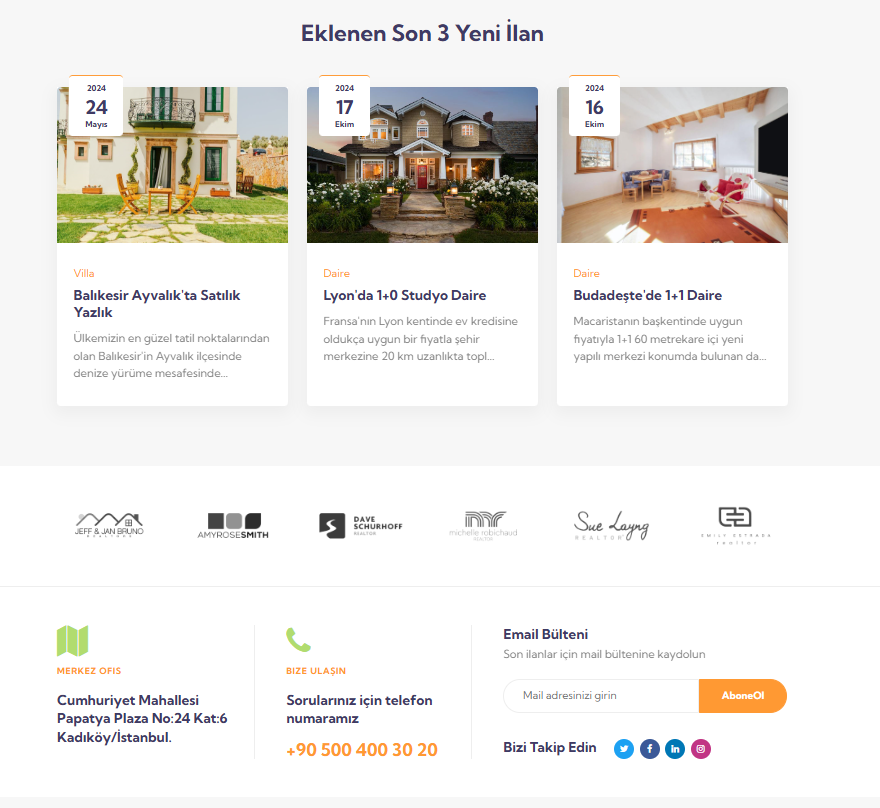 Eklenen Son 3 Yeni İlan
2024
24
Mayıs
2024
17
Ekim
2024
16
Ekim
Villa
Balıkesir Ayvalık'ta Satılık
Yazlık
Ülkemizin en güzel tatil noktalarından
olan Balıkesir'in Ayvalık ilçesinde
denize yürüme mesafesinde...
Daire
Lyon'da 1+0 Studyo Daire
Fransa'nın Lyon kentinde ev kredisine
oldukça uygun bir fiyatla şehir
merkezine 20 km uzanlıkta topl...
Daire
Budadeşte'de 1+1 Daire
Macaristanın başkentinde uygun
fiyatıyla 1+1 60 metrekare içi yeni
yapılı merkezi konumda bulunan da...
JEFF & JAN BRUNO
REALTORS
AMYROSESMITH
DAVE
SCHURHOFF
REALTOR
michelle robichaud
REALTOR
Sue Layng
REALTOR
EMILY ESTRADA
realtor
MERKEZ OFIS
Cumhuriyet Mahallesi
Papatya Plaza No:24 Kat:6
Kadıköy/İstanbul.
BIZE ULAŞIN
Sorularınız için telefon
numaramız
+90 500 400 30 20
Email Bülteni
Son ilanlar için mail bültenine kaydolun
Mail adresinizi girin
AboneOl
Bizi Takip Edin